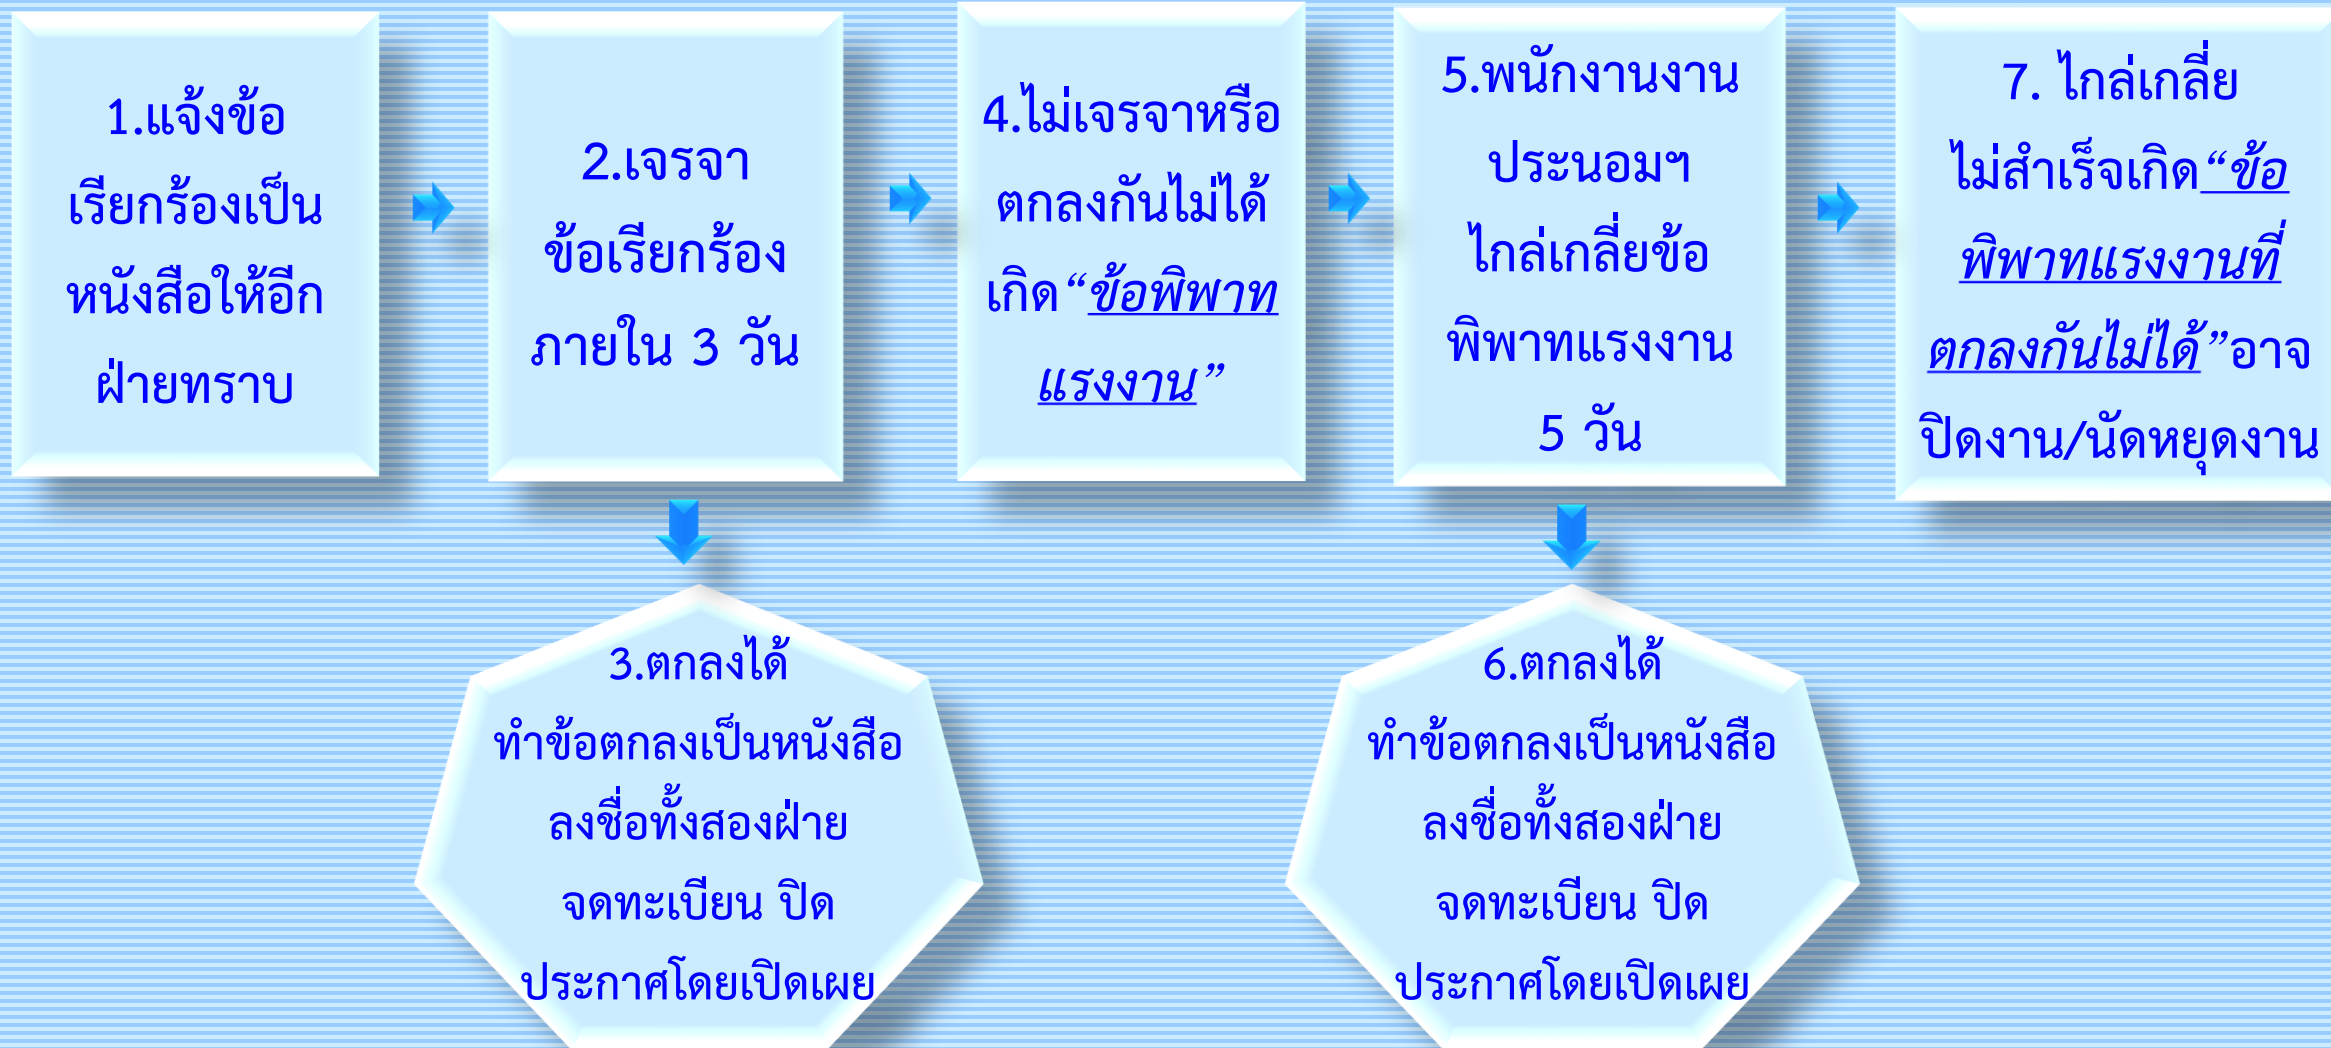 1.แจ้งข้อ
เรียกร้องเป็น
หนังสือให้อีก
ฝ่ายทราบ
2.เจรจา
ข้อเรียกร้อง
ภายใน 3 วัน
3.ตกลงได้
ทำข้อตกลงเป็นหนังสือ
ลงชื่อทั้งสองฝ่าย
จดทะเบียน ปิด
ประกาศโดยเปิดเผย
4.ไม่เจรจาหรือ
ตกลงกันไม่ได้
เกิด“ข้อพิพาท
แรงงาน”
5.พนักงานงาน
ประนอมฯ
ไกล่เกลี่ยข้อ
พิพาทแรงงาน
5 วัน
6.ตกลงได้
ทำข้อตกลงเป็นหนังสือ
ลงชื่อทั้งสองฝ่าย
จดทะเบียน ปิด
ประกาศโดยเปิดเผย
7. ไกล่เกลี่ย
ไม่สำเร็จเกิด“ข้อ
พิพาทแรงงานที่
ตกลงกันไม่ได้”อาจ
ปิดงาน/นัดหยุดงาน